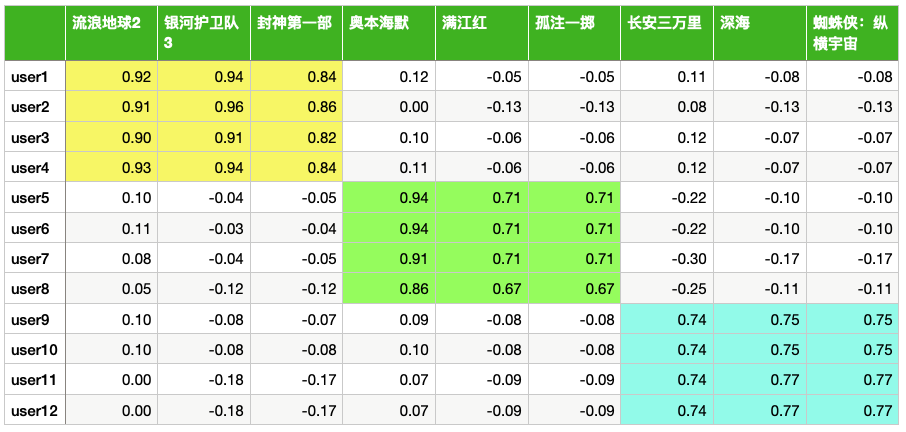 流浪地球2 银河护卫队3 封神第一部 奥本海默 满江红 孤注一掷 长安三万里 深海 蜘蛛侠：纵横宇宙
user1 0.92 0.94 0.84 0.12 -0.05 -0.05 0.11 -0.08 -0.08
user2 0.91 0.96 0.86 0.00 -0.13 -0.13 0.08 -0.13 -0.13
user3 0.90 0.91 0.82 0.10 -0.06 -0.06 0.12 -0.07 -0.07
user4 0.93 0.94 0.84 0.11 -0.06 -0.06 0.12 -0.07 -0.07
user5 0.10 -0.04 -0.05 0.94 0.71 0.71 -0.22 -0.10 -0.10
user6 0.11 -0.03 -0.04 0.94 0.71 0.71 -0.22 -0.10 -0.10
user7 0.08 -0.04 -0.05 0.91 0.71 0.71 -0.30 -0.17 -0.17
user8 0.05 -0.12 -0.12 0.86 0.67 0.67 -0.25 -0.11 -0.11
user9 0.10 -0.08 -0.07 0.09 -0.08 -0.08 0.74 0.75 0.75
user10 0.10 -0.08 -0.08 0.10 -0.08 -0.08 0.74 0.75 0.75
user11 0.00 -0.18 -0.17 0.07 -0.09 -0.09 0.74 0.77 0.77
user12 0.00 -0.18 -0.17 0.07 -0.09 -0.09 0.74 0.77 0.77